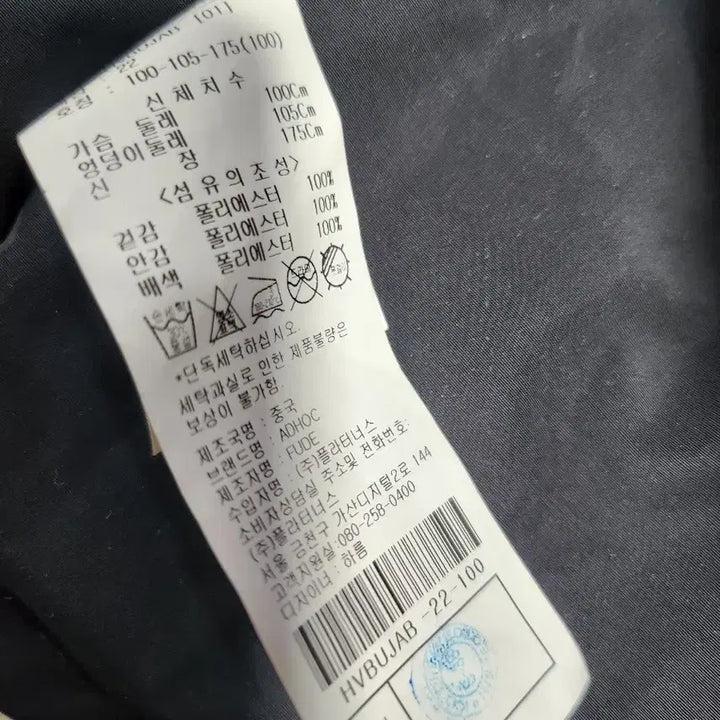 22
호칭 : 100-105-175(100)
신체치수
가슴둘레 100Cm
엉덩이둘레 105Cm
신장 175Cm
<섬유의조성>
겉감 폴리에스터 100%
안감 폴리에스터 100%
배색 폴리에스터 100%
*단독세탁하십시오.
세탁과실로 인한 제품불량은
보상이 불가함.
제조국명 : 중국
브랜드명 : ADHOC
제조자명 : FUDE
수입자명 : (주)플라터너스
소비자상담실 주소및 전화번호:
(주)플라터너스
서울 금천구 가산디지털2로 144
고객지원실:080-258-0400
디자이너 : 하름
HVBUJAB -22-100